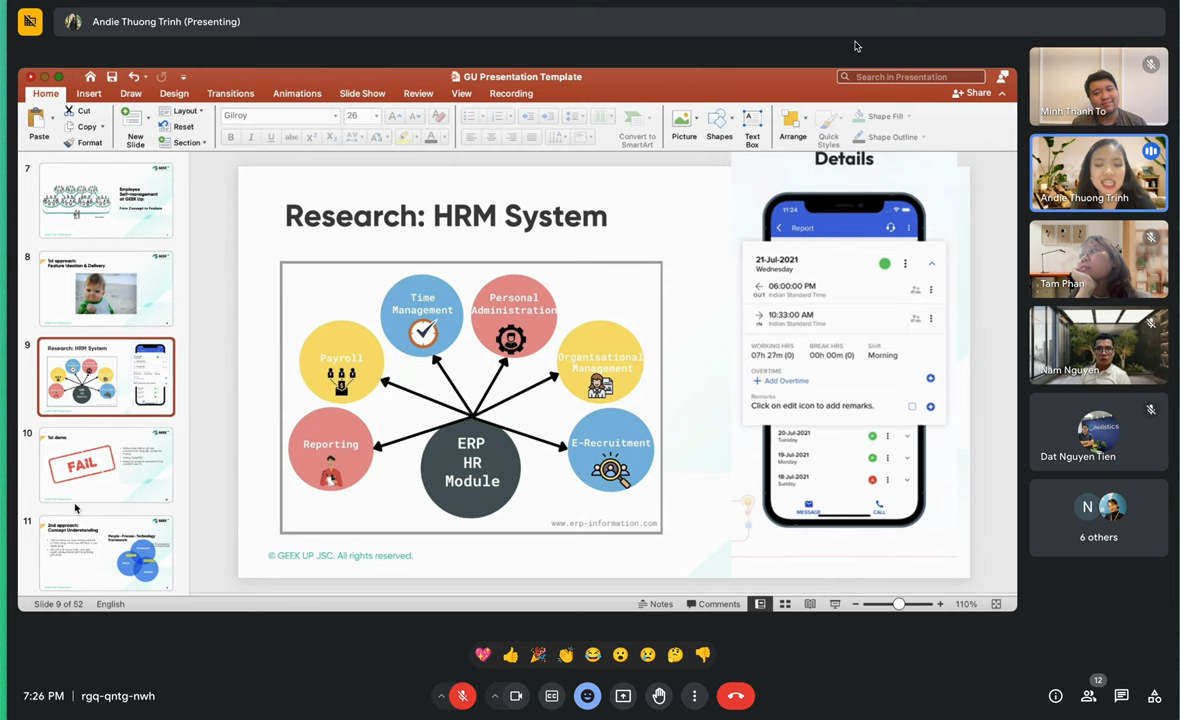 Andie Thuong Trinh (Presenting)
GU Presentation Template
Search in Presentation
Home
Insert
Draw
Design
Transitions
Animations
Slide Show
Review
View
Recording
Share
Paste
Cut
Copy
Format
New
Slide
Layout
Reset
Section
Gilroy
26
Convert to
SmartArt
Picture
Shapes
Text
Box
Arrange
Quick
Styles
Shape Fill
Shape Outline
7
Employee
Self-management
at GEEK Up:
From Concept to Feature
8
1st approach:
Feature Ideation & Delivery
9
Research: HRM System
10
1st demo
FAIL
11
2nd approach:
Concept Understanding
People - Process - Technology
Framework
Research: HRM System
Time
Management
Personal
Administration
Payroll
Organisational
Management
Reporting
ERP
HR
Module
E-Recruitment
www.erp-information.com
© GEEK UP JSC. All rights reserved.
Details
11:24
Report
21-Jul-2021
Wednesday
06:00:00 PM
OUT Indian Standard Time
10:33:00 AM
IN Indian Standard Time
WORKING HRS
BREAK HRS
Shift
07h 27m (0)
00h 00m (0)
Morning
OVERTIME
+ Add Overtime
Remarks
Click on edit icon to add remarks.
20-Jul-2021
Tuesday
P
19-Jul-2021
Monday
P
18-Jul-2021
Sunday
A
MESSAGE
CALL
Slide 9 of 52
English
Notes
Comments
110%
Minh Thanh To
Andie Thuong Trinh
Tam Phan
Nam Nguyen
holistics
Dat Nguyen Tien
N
6 others
7:26 PM | rgq-qntg-nwh
12